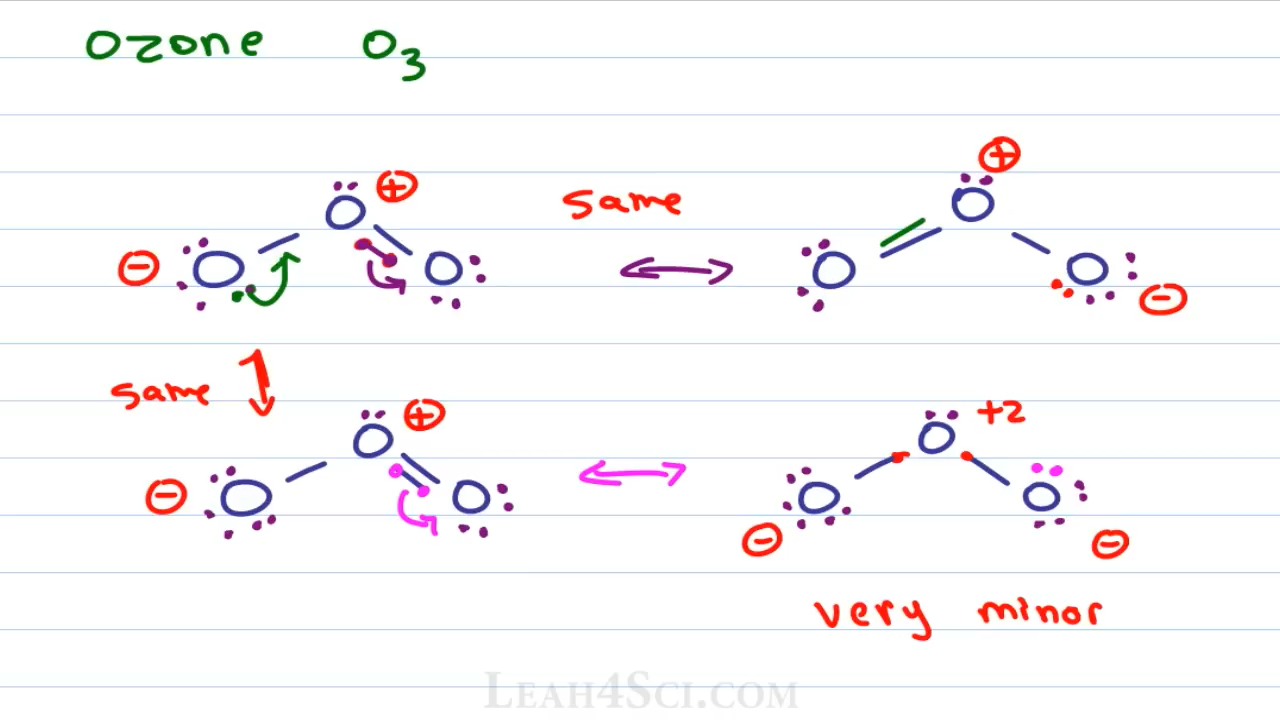 Ozone O₃
O ⊕
same
O ⊕
⊖ O O
O O ⊖
same
O ⊕
O +2
⊖ O O
O O
⊖ ⊖
very minor
LEAH4SCI.COM